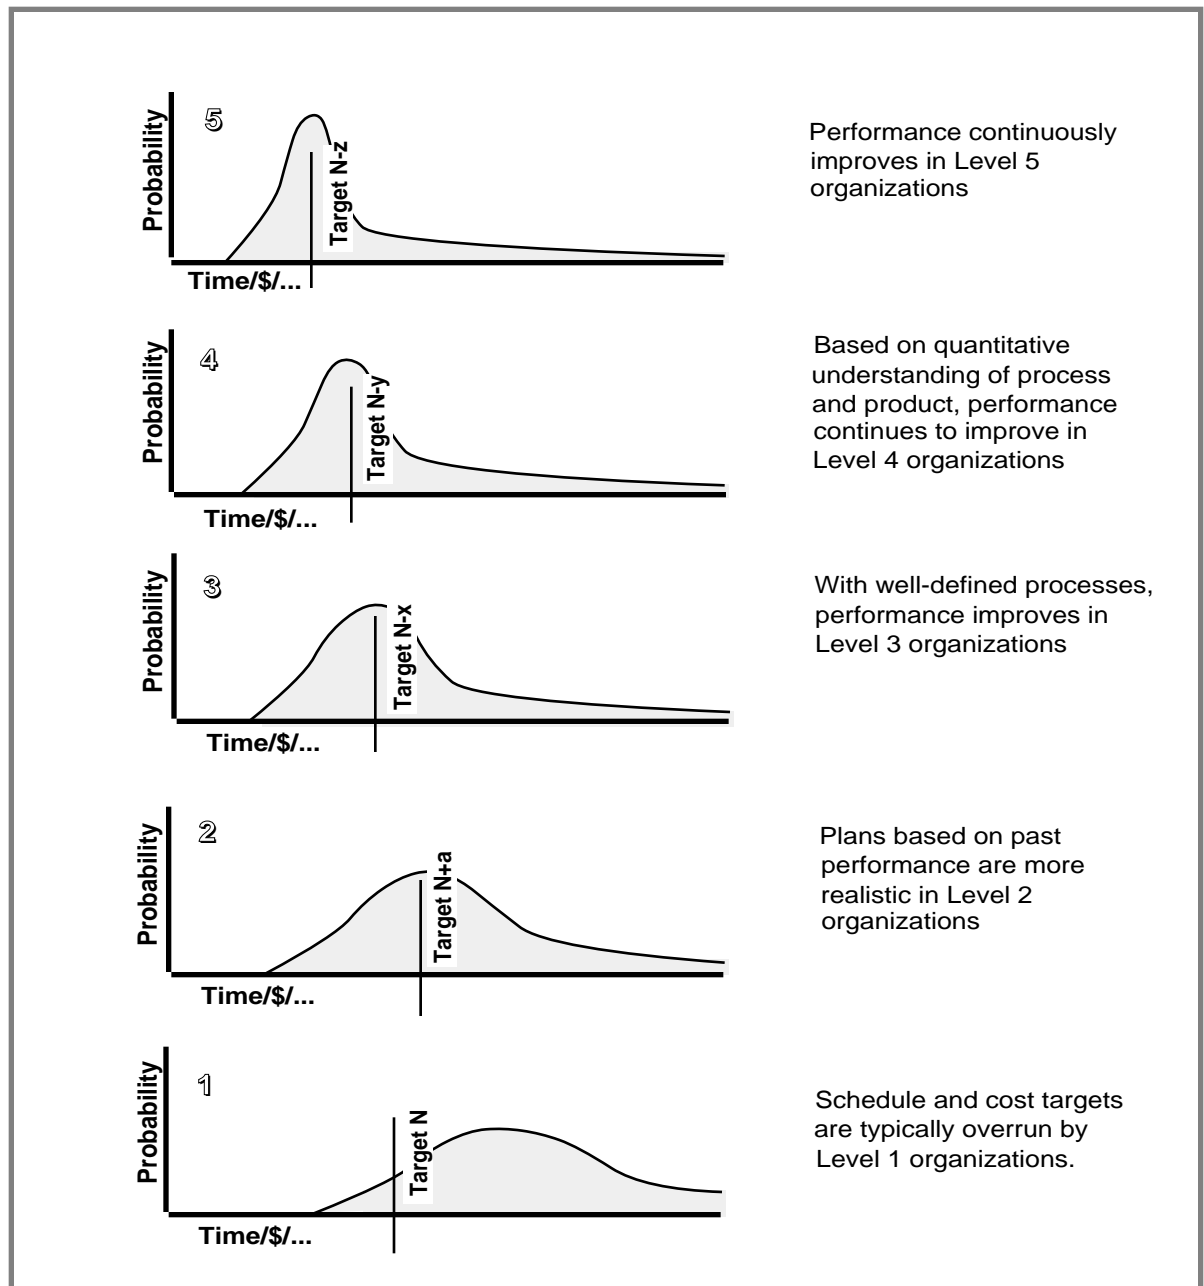 5
Probability
Target N-z
Time/$/...
Performance continuously
improves in Level 5
organizations
4
Probability
Target N-y
Time/$/...
Based on quantitative
understanding of process
and product, performance
continues to improve in
Level 4 organizations
3
Probability
Target N-x
Time/$/...
With well-defined processes,
performance improves in
Level 3 organizations
2
Probability
Target N+a
Time/$/...
Plans based on past
performance are more
realistic in Level 2
organizations
1
Probability
Target N
Time/$/...
Schedule and cost targets
are typically overrun by
Level 1 organizations.